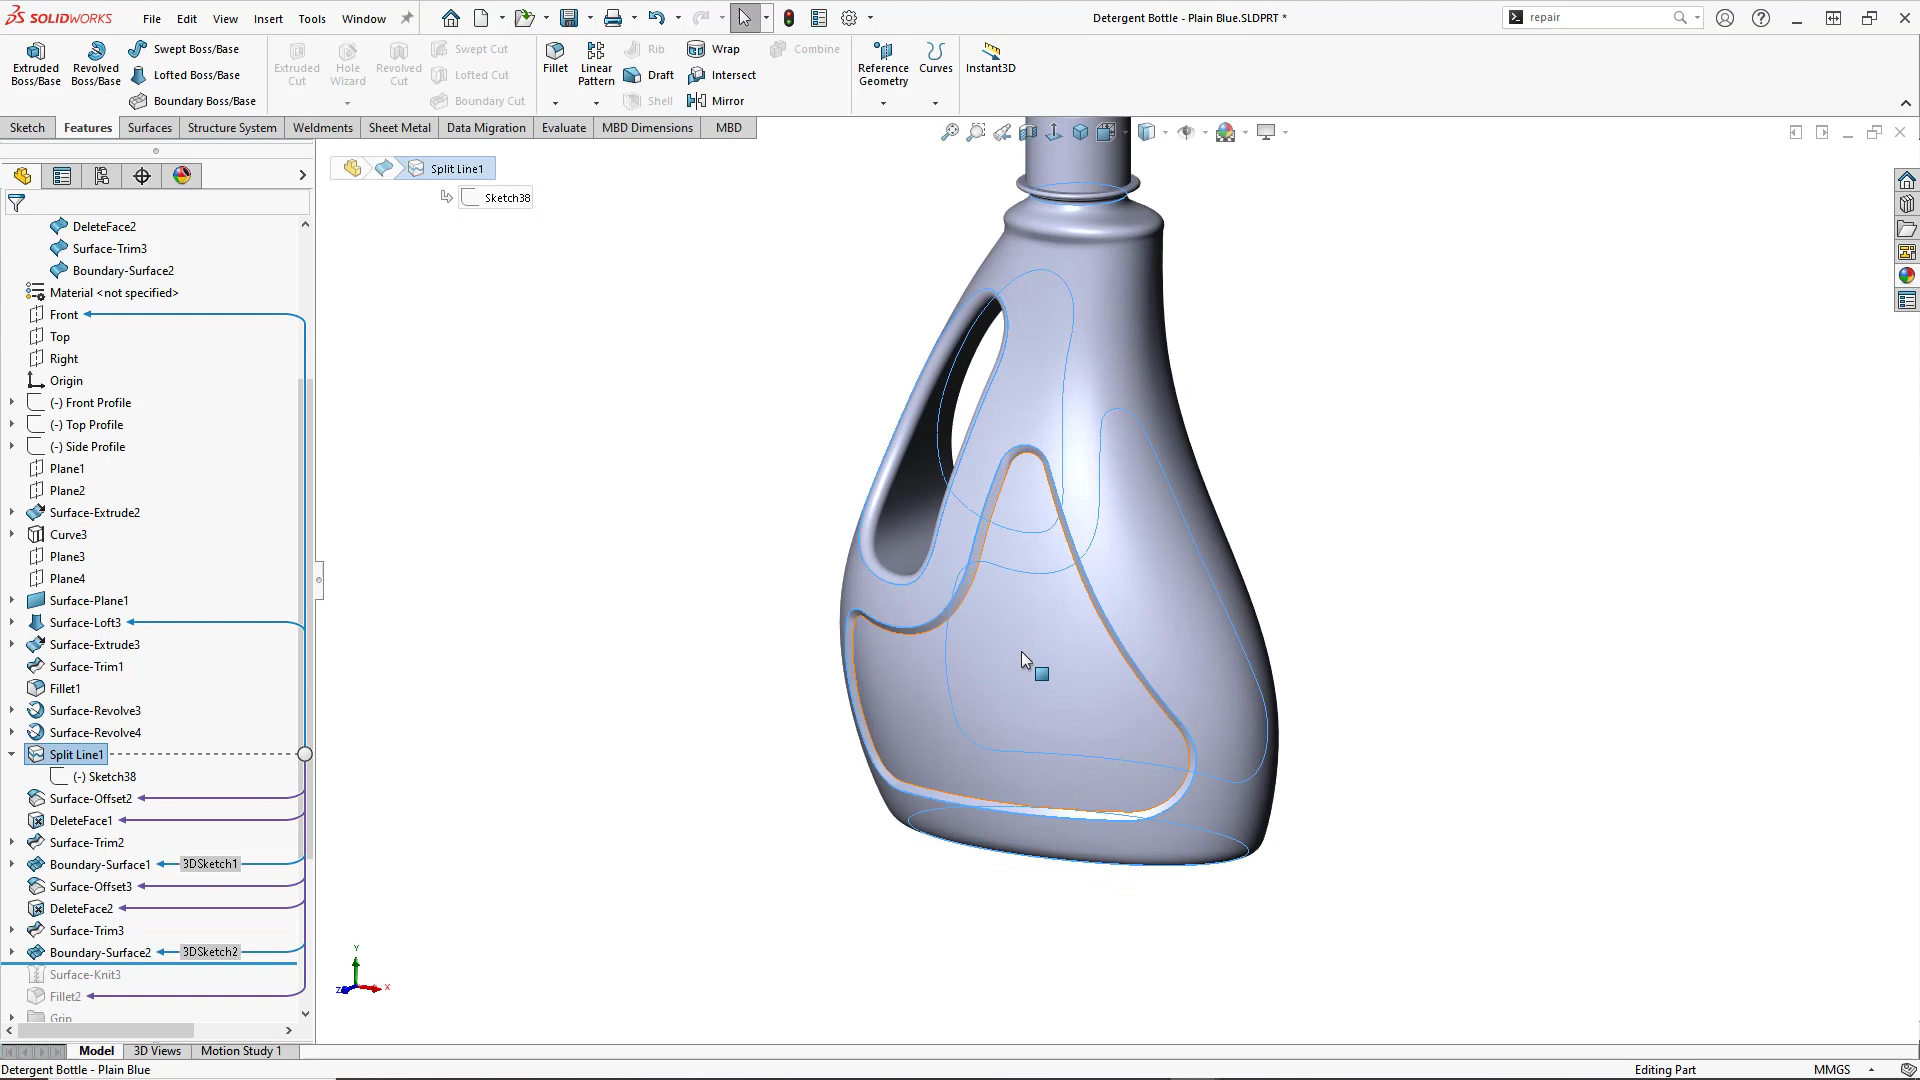 SOLIDWORKS File Edit View Insert Tools Window Detergent Bottle - Plain Blue.SLDPRT * repair
Extruded Boss/Base
Revolved Boss/Base
Swept Boss/Base
Lofted Boss/Base
Boundary Boss/Base
Extruded Cut
Hole Wizard
Revolved Cut
Swept Cut
Lofted Cut
Boundary Cut
Fillet
Linear Pattern
Rib
Draft
Shell
Wrap
Intersect
Mirror
Combine
Reference Geometry
Curves
Instant3D
Sketch Features Surfaces Structure System Weldments Sheet Metal Data Migration Evaluate MBD Dimensions MBD
Split Line1
Sketch38
DeleteFace2
Surface-Trim3
Boundary-Surface2
Material <not specified>
Front
Top
Right
Origin
(-) Front Profile
(-) Top Profile
(-) Side Profile
Plane1
Plane2
Surface-Extrude2
Curve3
Plane3
Plane4
Surface-Plane1
Surface-Loft3
Surface-Extrude3
Surface-Trim1
Fillet1
Surface-Revolve3
Surface-Revolve4
Split Line1
(-) Sketch38
Surface-Offset2
DeleteFace1
Surface-Trim2
Boundary-Surface1 3DSketch1
Surface-Offset3
DeleteFace2
Surface-Trim3
Boundary-Surface2 3DSketch2
Surface-Knit3
Fillet2
Grip
Y
Z X
Model 3D Views Motion Study 1
Detergent Bottle - Plain Blue Editing Part MMGS